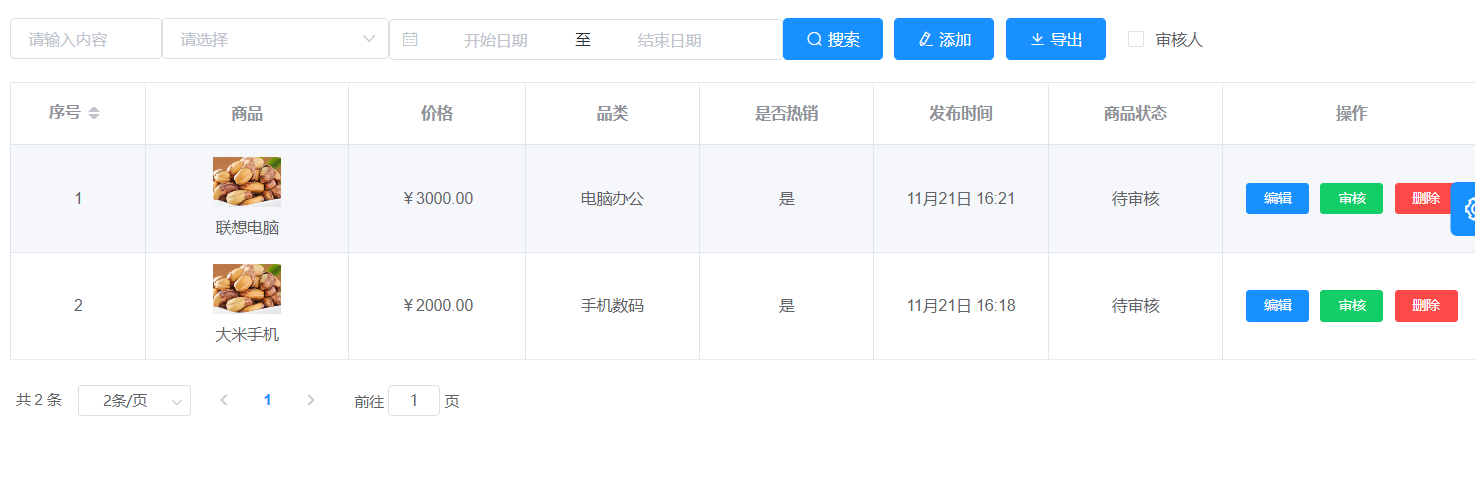 请输入内容 请选择 开始日期 至 结束日期 搜索 添加 导出 审核人
序号 商品 价格 品类 是否热销 发布时间 商品状态 操作
1 联想电脑 ￥3000.00 电脑办公 是 11月21日 16:21 待审核 编辑 审核 删除
2 大米手机 ￥2000.00 手机数码 是 11月21日 16:18 待审核 编辑 审核 删除
共 2 条 2条/页 1 前往 1 页